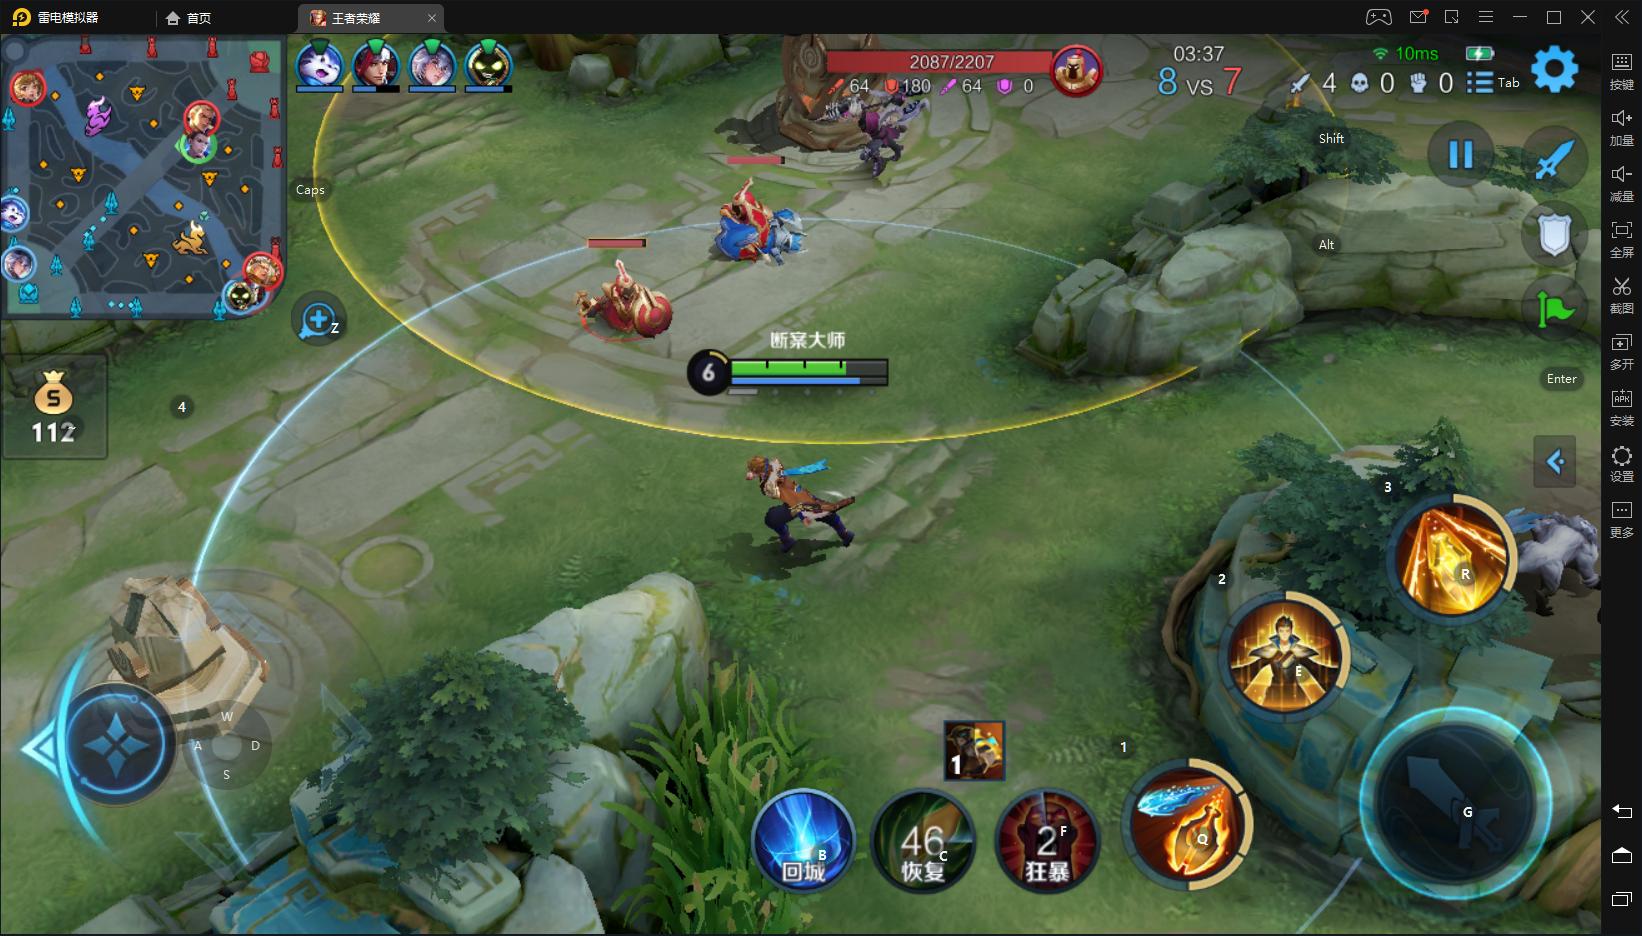 雷电模拟器
首页
王者荣耀
2087/2207
64 180 64 0
03:37
8 VS 7
10ms
4 0 0
Tab
Shift
Caps
Alt
Z
S
112
4
断案大师
6
Enter
3
R
2
E
1
W
A D
S
1
Q
G
B
回城
46
C
恢复
2
F
狂暴
按键
加量
减量
全屏
截图
多开
APK
安装
设置
更多